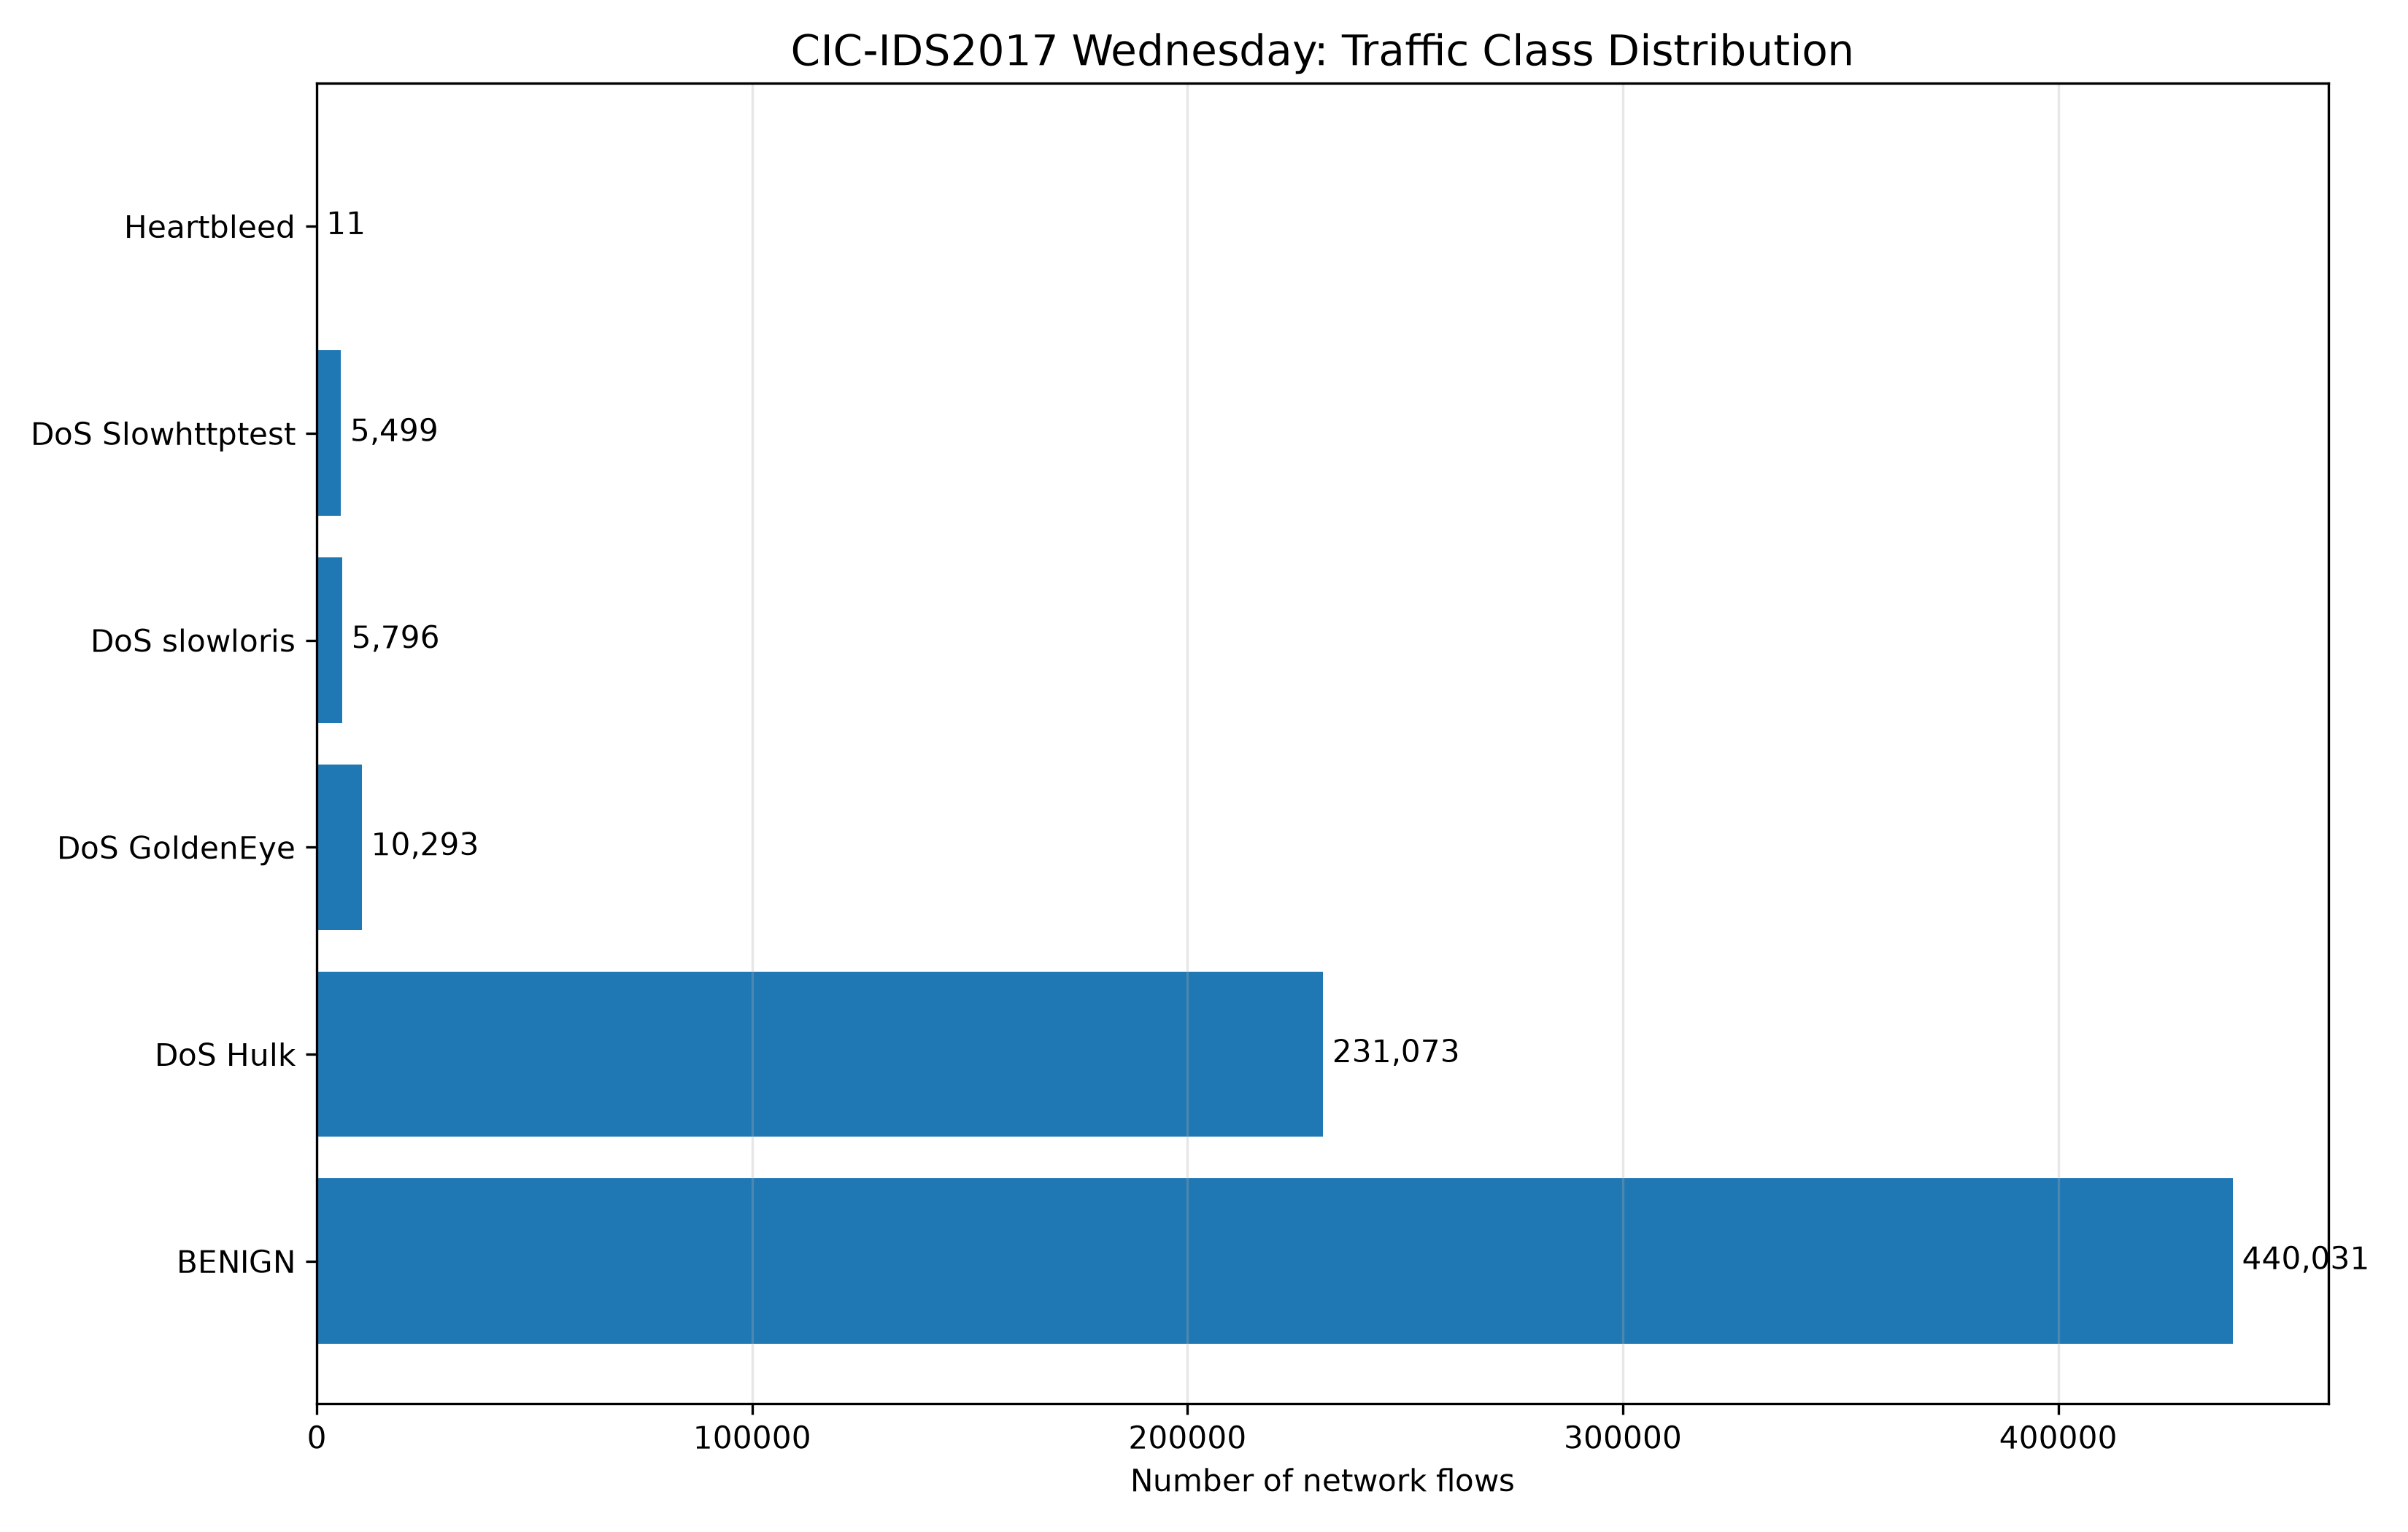 CIC-IDS2017 Wednesday: Traffic Class Distribution
Heartbleed 11
DoS Slowhttptest 5,499
DoS slowloris 5,796
DoS GoldenEye 10,293
DoS Hulk 231,073
BENIGN 440,031
0 100000 200000 300000 400000
Number of network flows